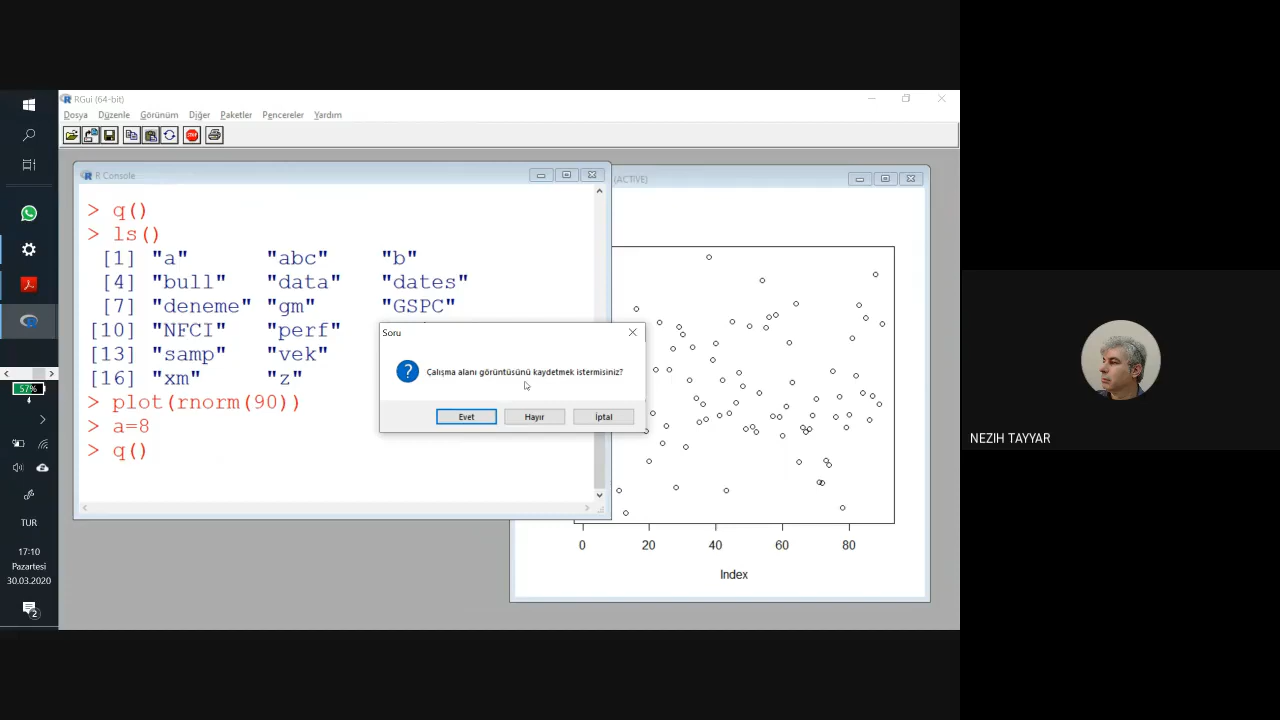 RGui (64-bit)
Dosya Düzenle Görünüm Diğer Paketler Pencereler Yardım
STOP
R Console
(ACTIVE)
> q()
> ls()
[1] "a" "abc" "b"
[4] "bull" "data" "dates"
[7] "deneme" "gm" "GSPC"
[10] "NFCI" "perf"
[13] "samp" "vek"
[16] "xm" "z"
> plot(rnorm(90))
> a=8
> q()
Soru
Çalışma alanı görüntüsünü kaydetmek istermisiniz?
Evet Hayır İptal
0 20 40 60 80
Index
57%
TUR
17:10
Pazartesi
30.03.2020
2
NEZIH TAYYAR